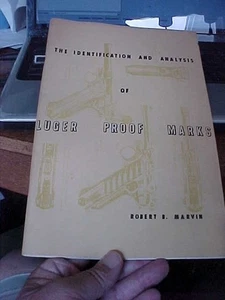 THE IDENTIFICATION AND ANALYSIS
OF
LUGER PROOF MARKS
ROBERT B. MARVIN